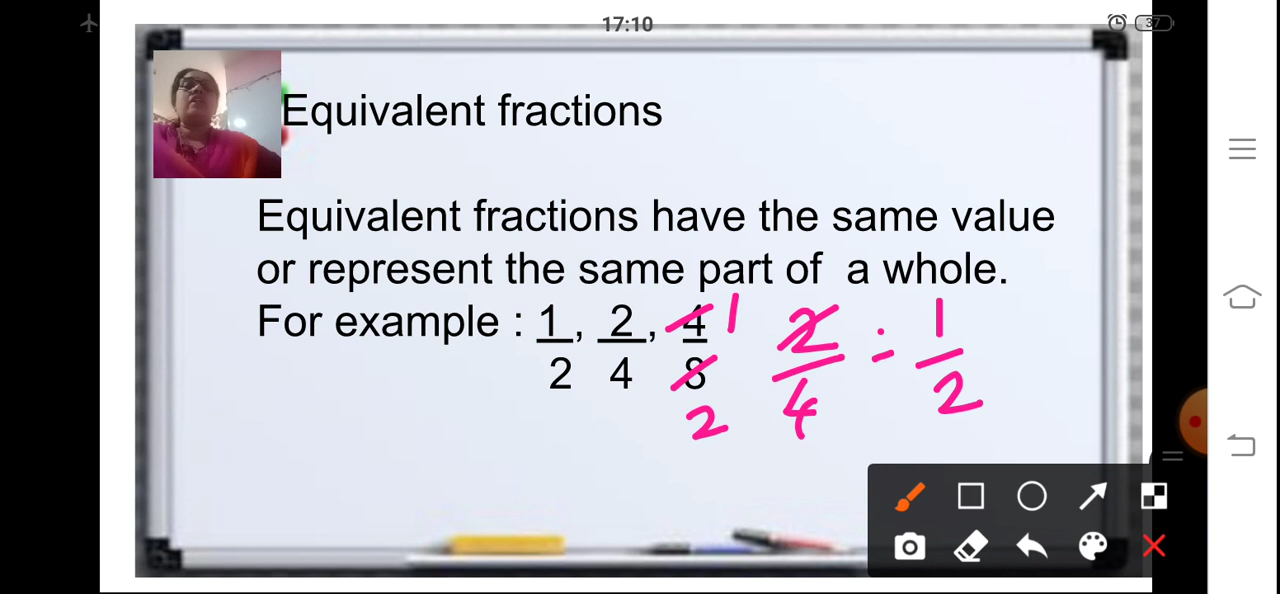 17:10
37
Equivalent fractions
Equivalent fractions have the same value
or represent the same part of a whole.
For example : 1/2, 2/4, 4/8 1 2 2/4 = 1/2